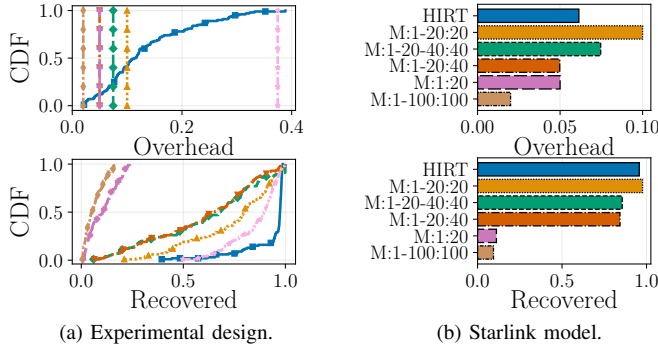 CDF
1.0
0.5
0.0
0.0
0.2
0.4
Overhead
CDF
1.0
0.5
0.0
0.0
0.5
1.0
Recovered
(a) Experimental design.
HIRT
M:1-20:20
M:1-20-40:40
M:1-20:40
M:1:20
M:1-100:100
0.00
0.05
0.10
Overhead
HIRT
M:1-20:20
M:1-20-40:40
M:1-20:40
M:1:20
M:1-100:100
0.0
0.5
1.0
Recovered
(b) Starlink model.